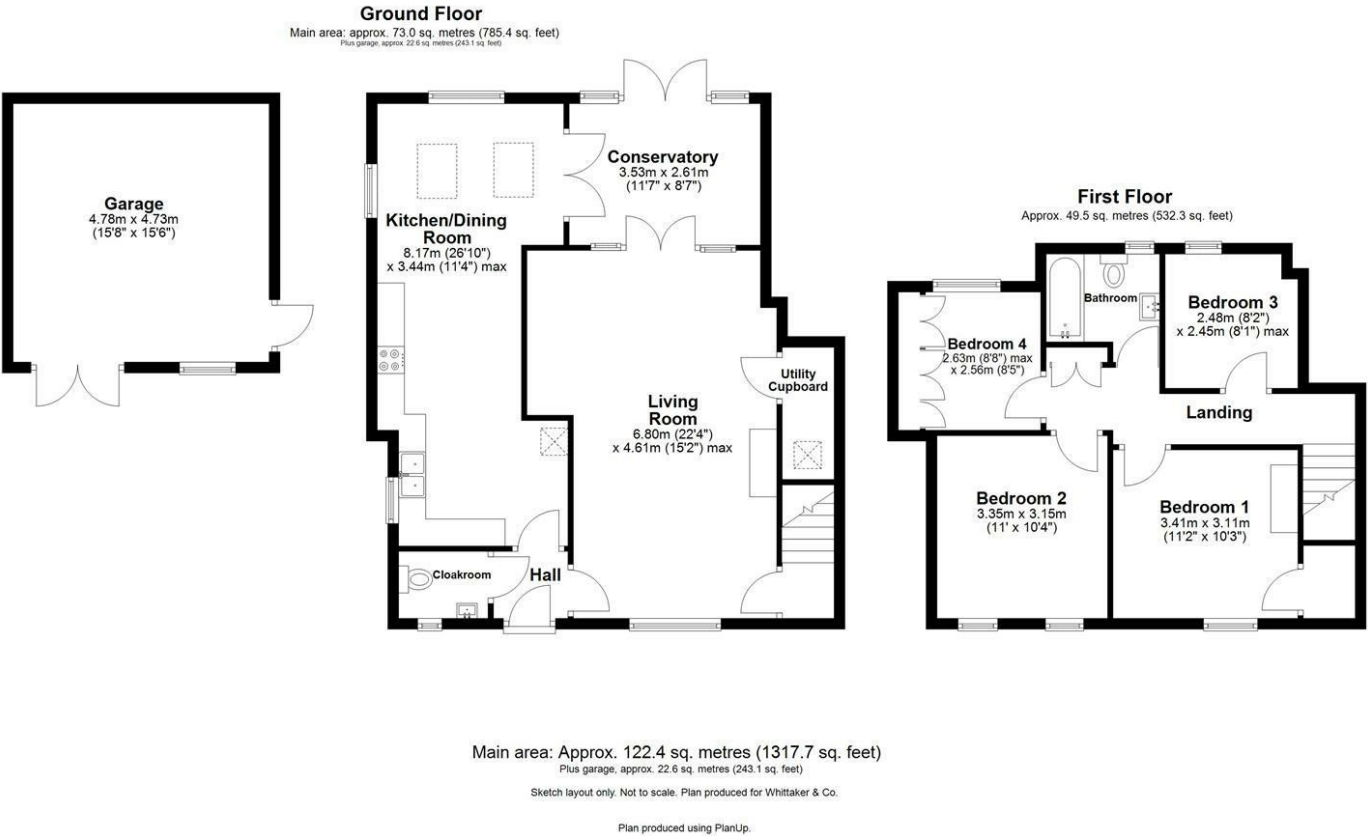 Ground Floor
Main area: approx. 73.0 sq. metres (785.4 sq. feet)
Plus garage, approx. 22.6 sq. metres (243.1 sq. feet)
Garage
4.78m x 4.73m
(15'8" x 15'6")
Kitchen/Dining
Room
8.17m (26'10")
x 3.44m (11'4") max
Conservatory
3.53m x 2.61m
(11'7" x 8'7")
Living
Room
6.80m (22'4")
x 4.61m (15'2") max
Utility
Cupboard
Cloakroom
Hall
First Floor
Approx. 49.5 sq. metres (532.3 sq. feet)
Bathroom
Bedroom 3
2.48m (8'2")
x 2.45m (8'1") max
Bedroom 4
2.63m (8'8") max
x 2.56m (8'5")
Landing
Bedroom 2
3.35m x 3.15m
(11' x 10'4")
Bedroom 1
3.41m x 3.11m
(11'2" x 10'3")
Main area: Approx. 122.4 sq. metres (1317.7 sq. feet)
Plus garage, approx. 22.6 sq. metres (243.1 sq. feet)
Sketch layout only. Not to scale. Plan produced for Whittaker & Co.
Plan produced using PlanUp.